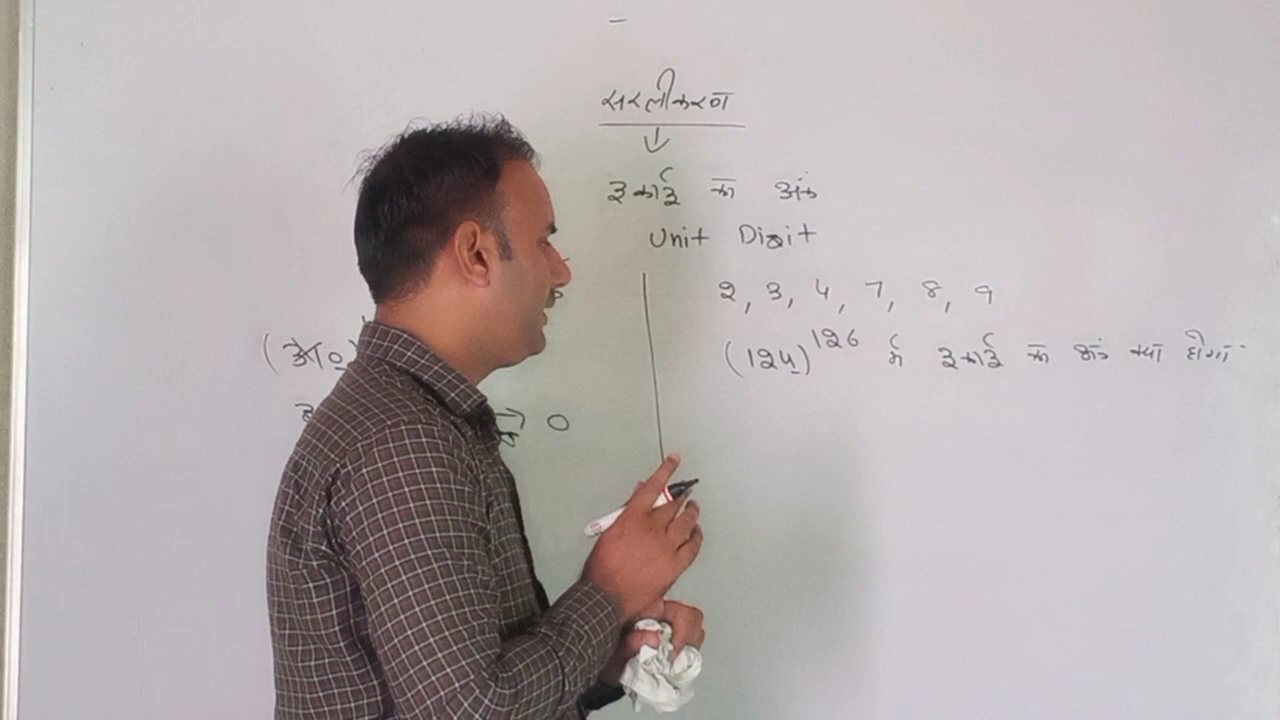 सरलीकरण
इकाई का अंक
Unit Digit
2, 3, 4, 7, 8, 9
(124)^126 में इकाई का अंक क्या होगा
→ 0